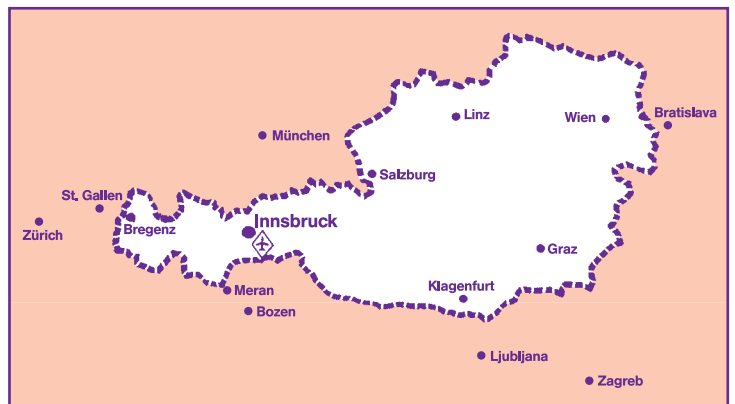 Bratislava
Linz
Wien
München
Salzburg
St. Gallen
Innsbruck
Bregenz
Zürich
Graz
Klagenfurt
Meran
Bozen
Ljubljana
Zagreb